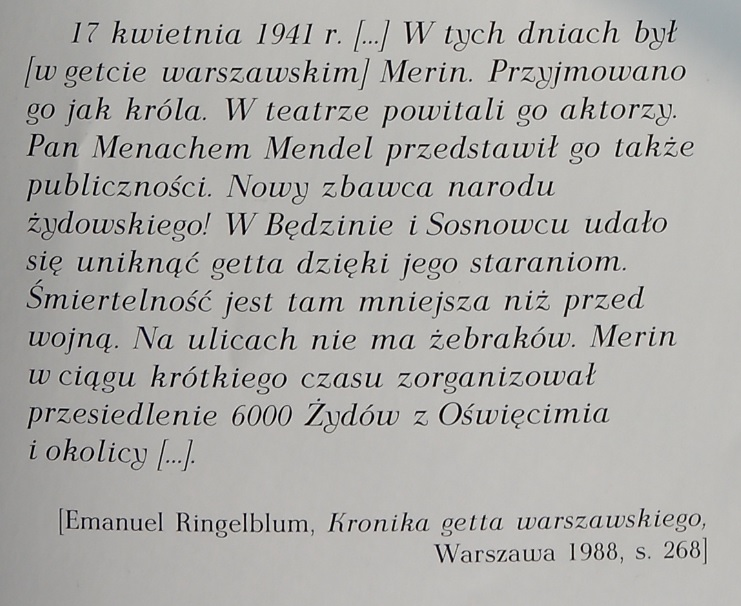 17 kwietnia 1941 r. [...] W tych dniach był
[w getcie warszawskim] Merin. Przyjmowano
go jak króla. W teatrze powitali go aktorzy.
Pan Menachem Mendel przedstawił go także
publiczności. Nowy zbawca narodu
żydowskiego! W Będzinie i Sosnowcu udało
się uniknąć getta dzięki jego staraniom.
Śmiertelność jest tam mniejsza niż przed
wojną. Na ulicach nie ma żebraków. Merin
w ciągu krótkiego czasu zorganizował
przesiedlenie 6000 Żydów z Oświęcimia
i okolicy [...].
[Emanuel Ringelblum, Kronika getta warszawskiego,
Warszawa 1988, s. 268]